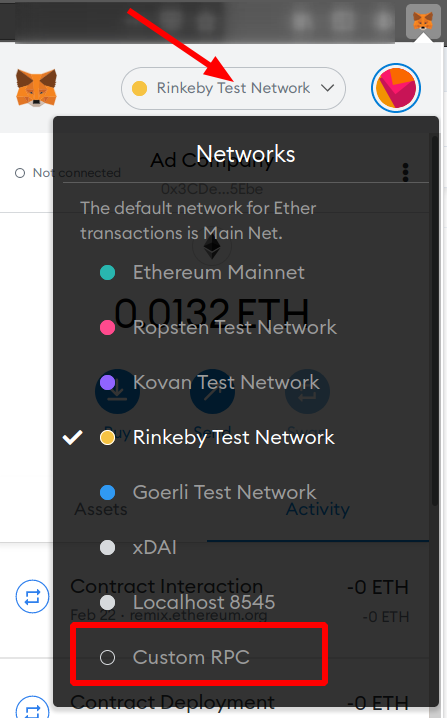 Rinkeby Test Network
Ad Company
Networks
Not connected
0x3CDe...5Ebe
The default network for Ether
transactions is Main Net.
Ethereum Mainnet
0.0132 ETH
Ropsten Test Network
Kovan Test Network
Buy
Send
Swap
Rinkeby Test Network
Goerli Test Network
Assets
Activity
xDAI
Contract Interaction
-0 ETH
Localhost 8545
Feb 22 · remix.ethereum.org
-0 ETH
Custom RPC
Contract Deployment
-0 ETH